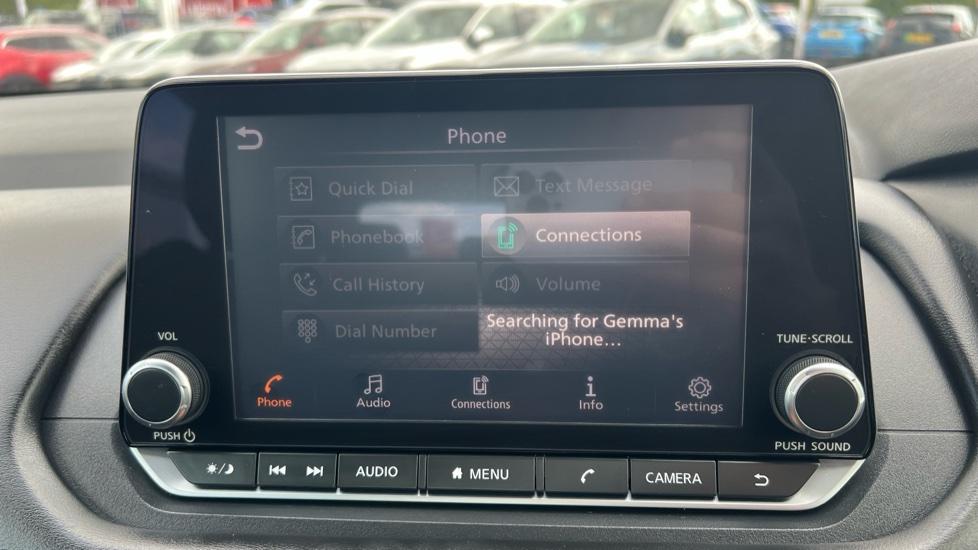 Phone
Quick Dial
Text Message
Phonebook
Connections
Call History
Volume
Dial Number
Searching for Gemma's
iPhone...
Phone
Audio
Connections
Info
Settings
VOL
PUSH
TUNE·SCROLL
PUSH SOUND
AUDIO
MENU
CAMERA